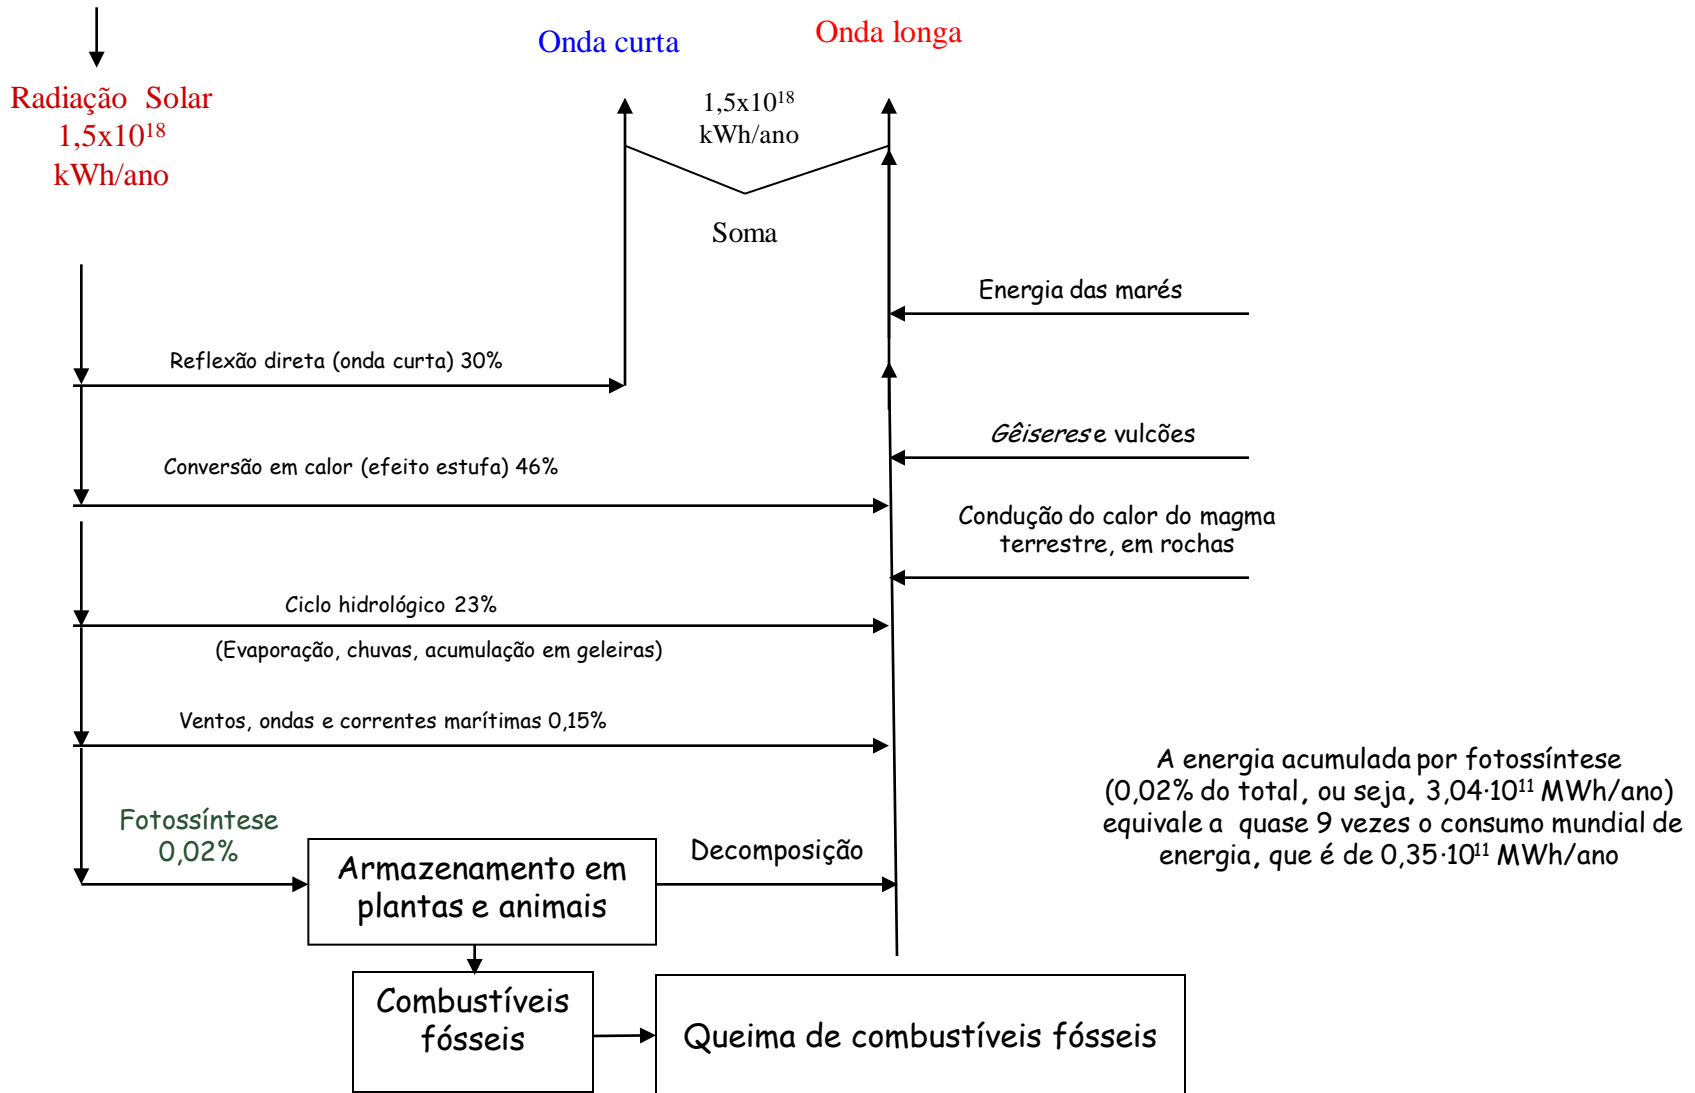 Onda curta
Onda longa
Radiação Solar
1,5x10¹⁸
kWh/ano
1,5x10¹⁸
kWh/ano
Soma
Energia das marés
Reflexão direta (onda curta) 30%
Gêiseres e vulcões
Conversão em calor (efeito estufa) 46%
Condução do calor do magma
terrestre, em rochas
Ciclo hidrológico 23%
(Evaporação, chuvas, acumulação em geleiras)
Ventos, ondas e correntes marítimas 0,15%
A energia acumulada por fotossíntese
(0,02% do total, ou seja, 3,04·10¹¹ MWh/ano)
equivale a quase 9 vezes o consumo mundial de
energia, que é de 0,35·10¹¹ MWh/ano
Fotossíntese
0,02%
Armazenamento em
plantas e animais
Decomposição
Combustíveis
fósseis
Queima de combustíveis fósseis